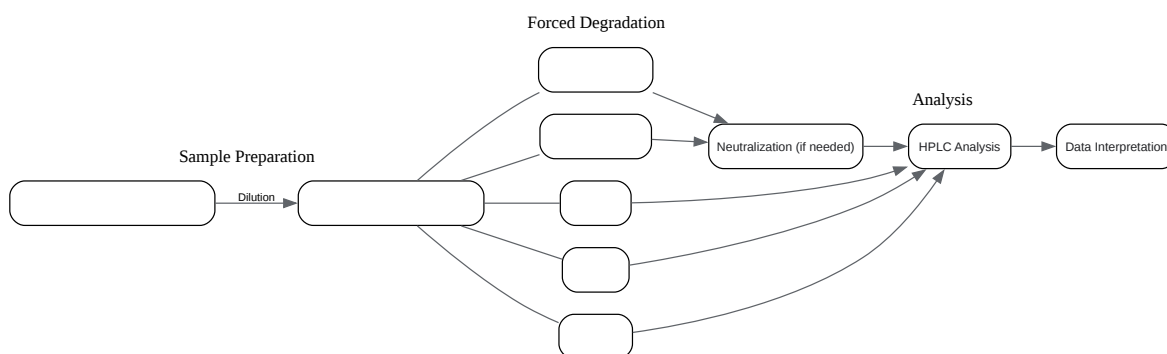 Forced Degradation
Analysis
Sample Preparation
Neutralization (if needed)
HPLC Analysis
Data Interpretation
Dilution